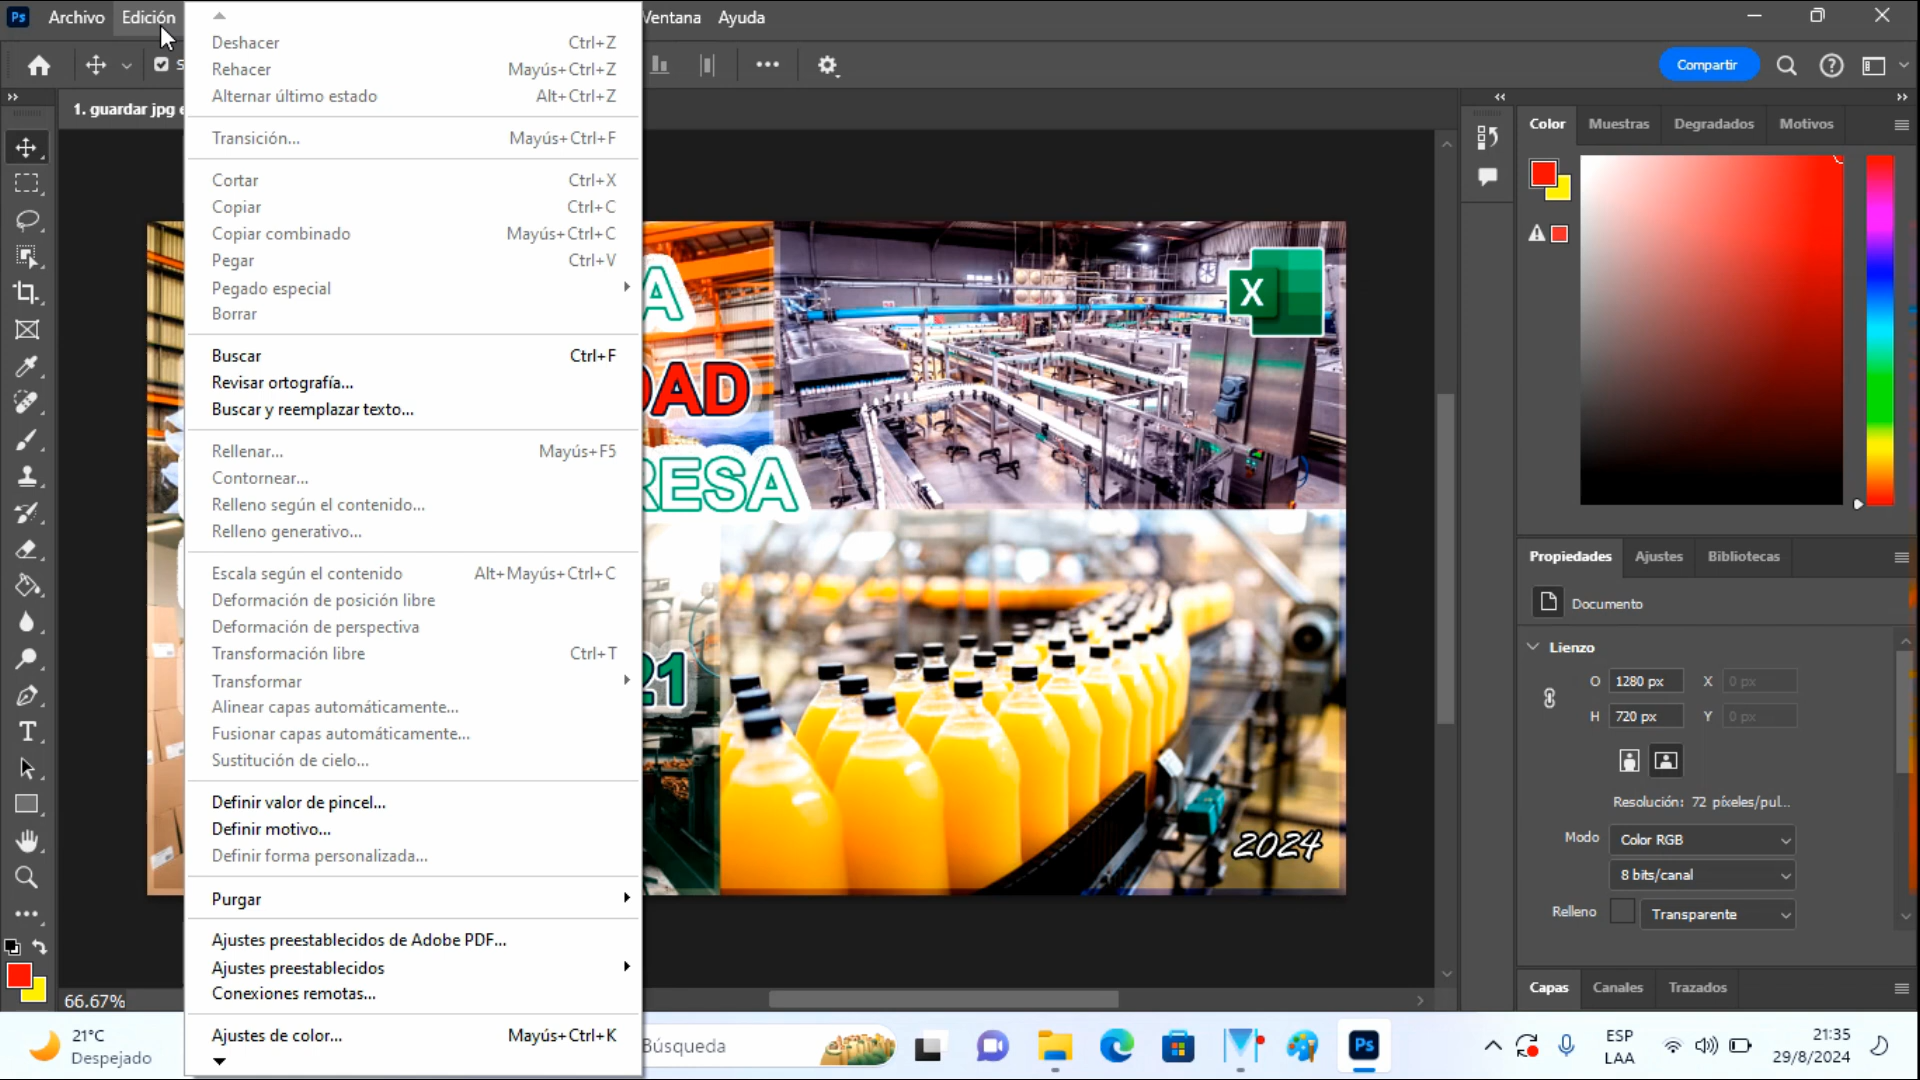 Ps Archivo Edición Ventana Ayuda
Compartir
1. guardar jpg
Deshacer Ctrl+Z
Rehacer Mayús+Ctrl+Z
Alternar último estado Alt+Ctrl+Z
Transición... Mayús+Ctrl+F
Cortar Ctrl+X
Copiar Ctrl+C
Copiar combinado Mayús+Ctrl+C
Pegar Ctrl+V
Pegado especial
Borrar
Buscar Ctrl+F
Revisar ortografía...
Buscar y reemplazar texto...
Rellenar... Mayús+F5
Contornear...
Relleno según el contenido...
Relleno generativo...
Escala según el contenido Alt+Mayús+Ctrl+C
Deformación de posición libre
Deformación de perspectiva
Transformación libre Ctrl+T
Transformar
Alinear capas automáticamente...
Fusionar capas automáticamente...
Sustitución de cielo...
Definir valor de pincel...
Definir motivo...
Definir forma personalizada...
Purgar
Ajustes preestablecidos de Adobe PDF...
Ajustes preestablecidos
Conexiones remotas...
Ajustes de color... Mayús+Ctrl+K
A
DAD
RESA
21
X
2024
Color Muestras Degradados Motivos
Propiedades Ajustes Bibliotecas
Documento
Lienzo
O 1280 px X 0 px
H 720 px Y 0 px
Resolución: 72 píxeles/pul...
Modo Color RGB
8 bits/canal
Relleno Transparente
Capas Canales Trazados
66.67%
21°C
Despejado
Búsqueda
Ps
ESP
LAA
21:35
29/8/2024